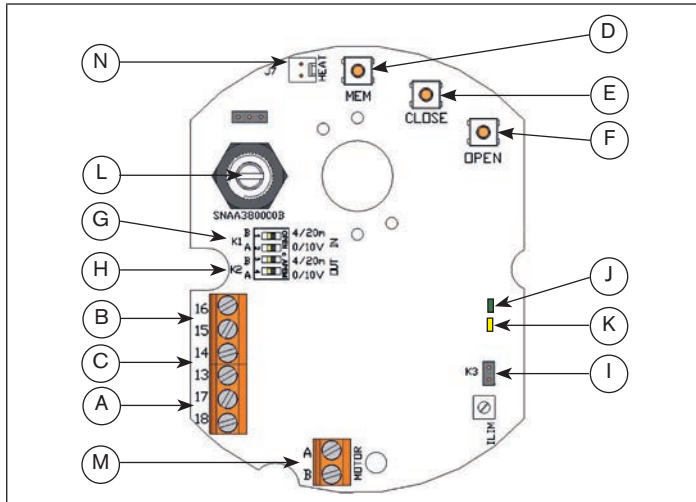 N
D
J7
HEAT
MEM
E
CLOSE
F
OPEN
L
SNAA380000B
G
K1
B
4/20m
A
0/10V
IN
H
K2
B
4/20m
A
0/10V
OUT
J
K
B
16
15
C
14
13
K3
I
A
17
18
ILIM
M
A
B
MOTOR